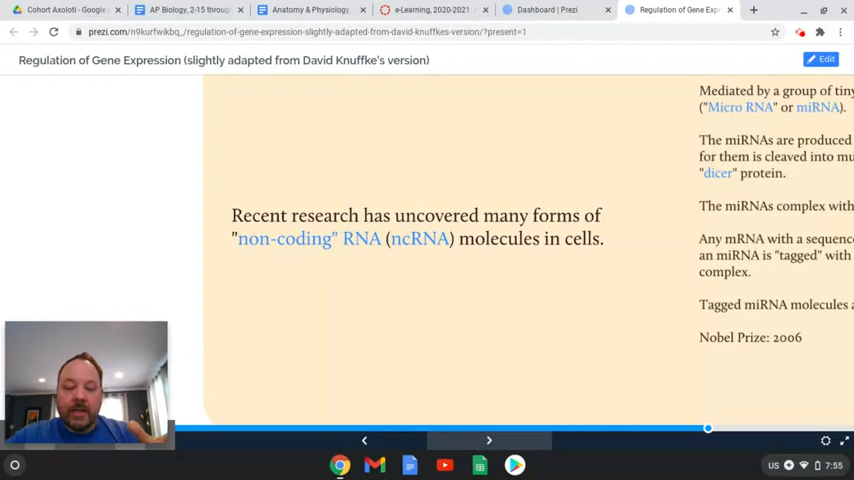 Cohort Axolotl - Google
AP Biology, 2-15 through
Anatomy & Physiology,
e-Learning, 2020-2021:
Dashboard | Prezi
Regulation of Gene Expr
prezi.com/n9kurfwikbq_/regulation-of-gene-expression-slightly-adapted-from-david-knuffkes-version/?present=1
Regulation of Gene Expression (slightly adapted from David Knuffke's version)
Edit
Recent research has uncovered many forms of
"non-coding" RNA (ncRNA) molecules in cells.
Mediated by a group of tiny
("Micro RNA" or miRNA).
The miRNAs are produced
for them is cleaved into mu
"dicer" protein.
The miRNAs complex with
Any mRNA with a sequence
an miRNA is "tagged" with
complex.
Tagged miRNA molecules a
Nobel Prize: 2006
US
7:55